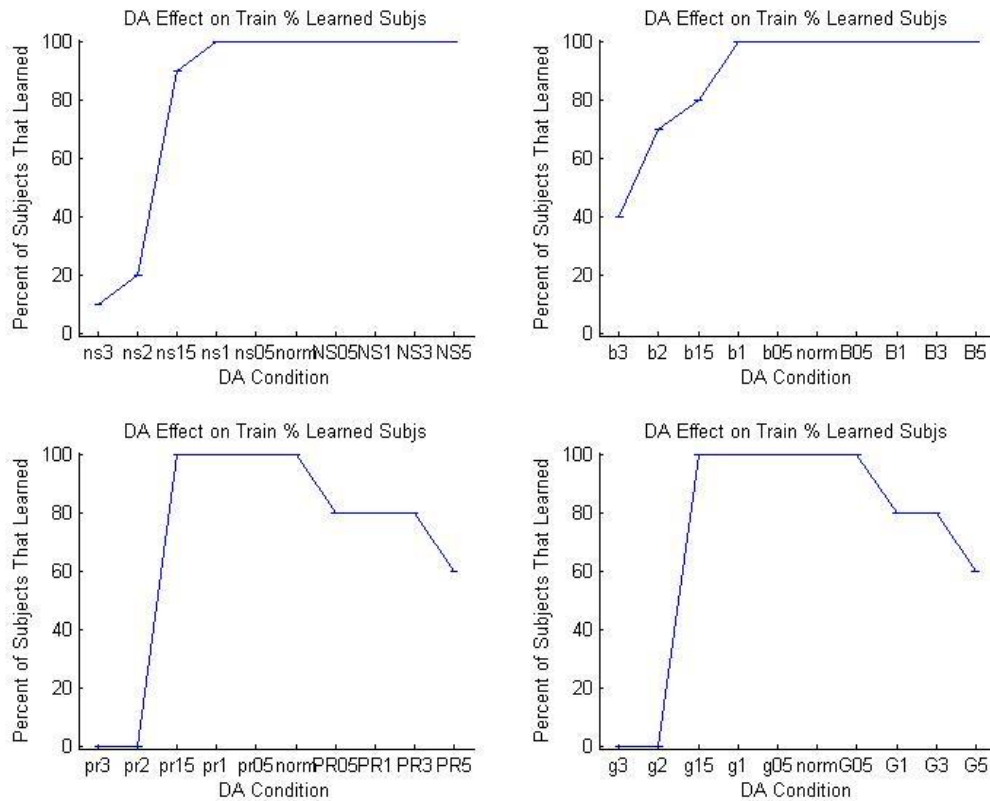 DA Effect on Train % Learned Subjs
Percent of Subjects That Learned
100
80
60
40
20
0
ns3 ns2 ns15 ns1 ns05 norm NS05 NS1 NS3 NS5
DA Condition
DA Effect on Train % Learned Subjs
Percent of Subjects That Learned
100
80
60
40
20
0
b3 b2 b15 b1 b05 norm B05 B1 B3 B5
DA Condition
DA Effect on Train % Learned Subjs
Percent of Subjects That Learned
100
80
60
40
20
0
pr3 pr2 pr15 pr1 pr05 norm PR05 PR1 PR3 PR5
DA Condition
DA Effect on Train % Learned Subjs
Percent of Subjects That Learned
100
80
60
40
20
0
g3 g2 g15 g1 g05 norm G05 G1 G3 G5
DA Condition